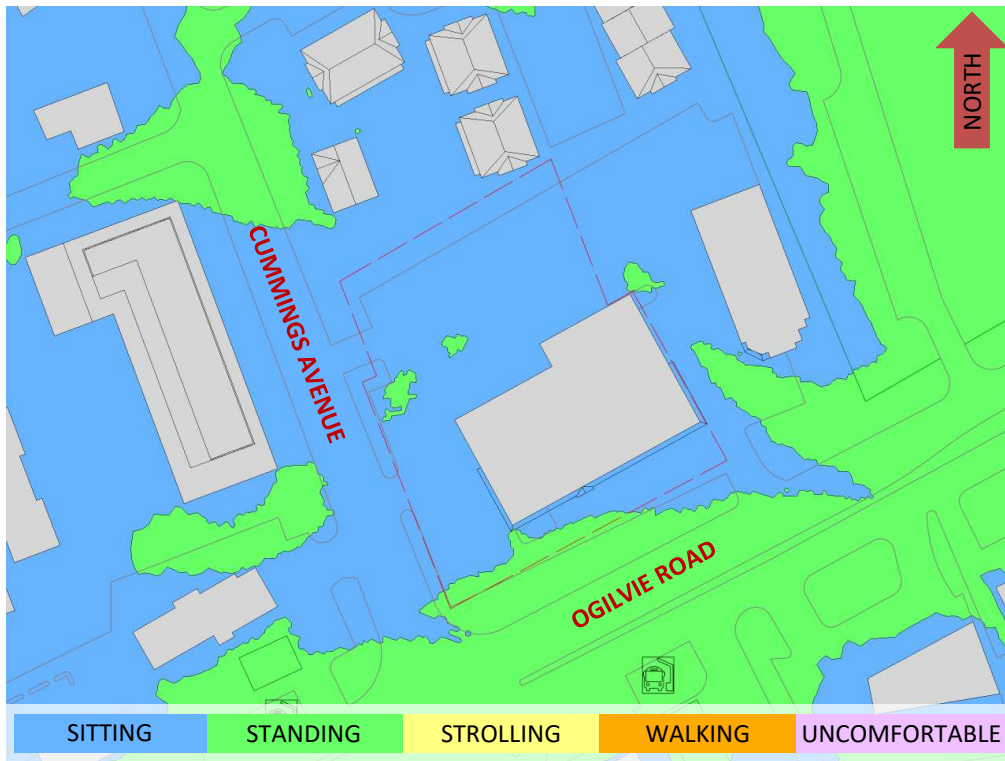 NORTH
CUMMINGS AVENUE
OGILVIE ROAD
SITTING
STANDING
STROLLING
WALKING
UNCOMFORTABLE